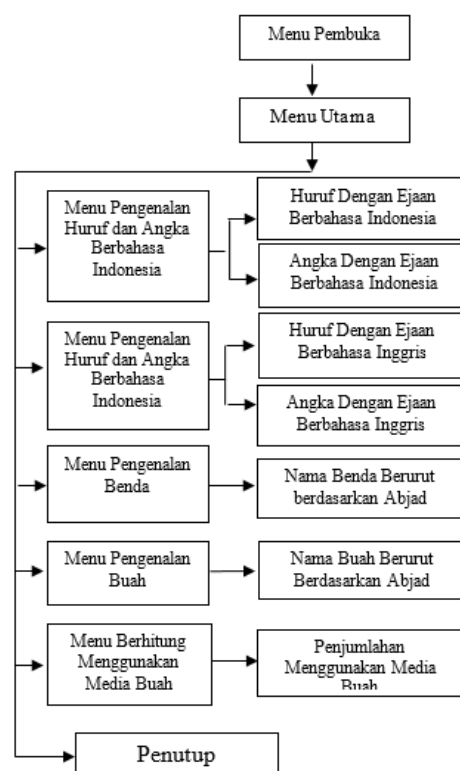 Menu Pembuka
Menu Utama
Menu Pengenalan
Huruf dan Angka
Berbahasa
Indonesia
Huruf Dengan Ejaan
Berbahasa Indonesia
Angka Dengan Ejaan
Berbahasa Indonesia
Menu Pengenalan
Huruf dan Angka
Berbahasa
Indonesia
Huruf Dengan Ejaan
Berbahasa Inggris
Angka Dengan Ejaan
Berbahasa Inggris
Menu Pengenalan
Benda
Nama Benda Berurut
berdasarkan Abjad
Menu Pengenalan
Buah
Nama Buah Berurut
Berdasarkan Abjad
Menu Berhitung
Menggunakan
Media Buah
Penjumlahan
Menggunakan Media
Buah
Penutup